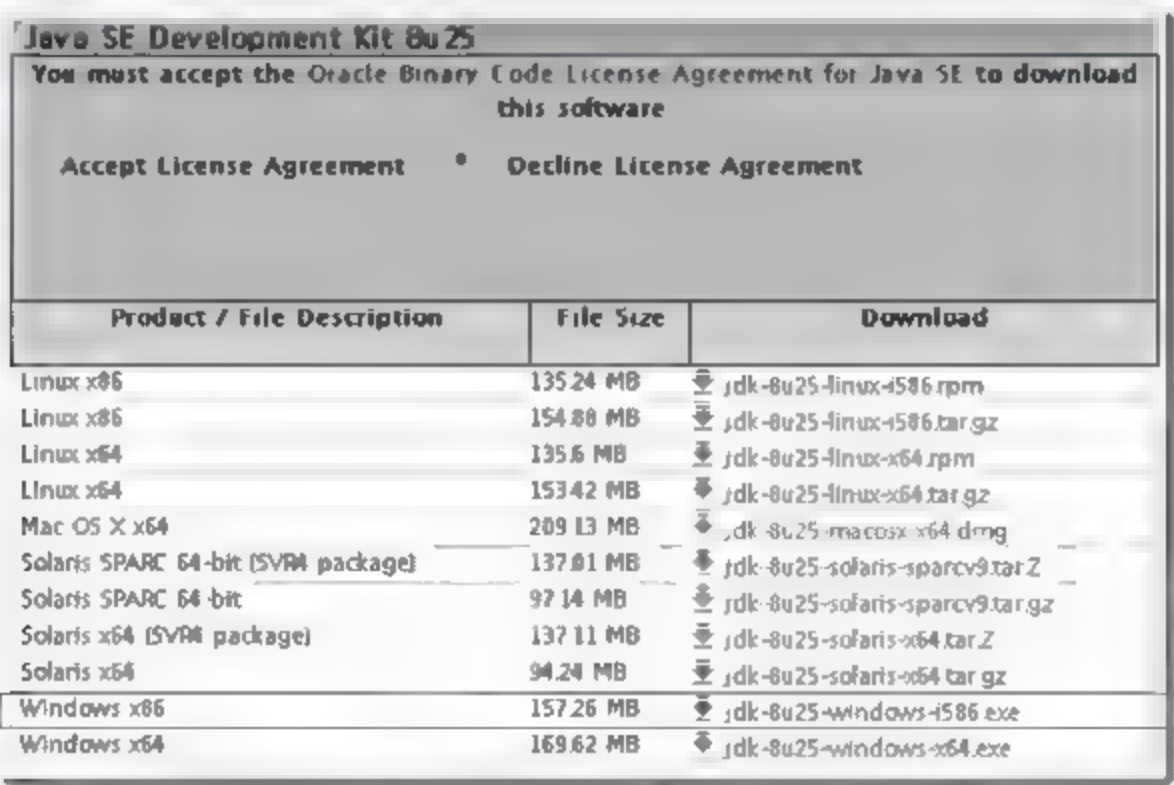 Java SE Development Kit 8u25
You must accept the Oracle Binary Code License Agreement for Java SE to download
this software
Accept License Agreement Decline License Agreement
Product / File Description File Size Download
Linux x86 135.24 MB jdk-8u25-linux-i586.rpm
Linux x86 154.88 MB jdk-8u25-linux-i586.tar.gz
Linux x64 135.6 MB jdk-8u25-linux-x64.rpm
Linux x64 153.42 MB jdk-8u25-linux-x64.tar.gz
Mac OS X x64 209.13 MB jdk-8u25-macosx-x64.dmg
Solaris SPARC 64-bit (SVR4 package) 137.01 MB jdk-8u25-solaris-sparcv9.tar.Z
Solaris SPARC 64-bit 97.14 MB jdk-8u25-solaris-sparcv9.tar.gz
Solaris x64 (SVR4 package) 137.11 MB jdk-8u25-solaris-x64.tar.Z
Solaris x64 94.24 MB jdk-8u25-solaris-x64.tar.gz
Windows x86 157.26 MB jdk-8u25-windows-i586.exe
Windows x64 169.62 MB jdk-8u25-windows-x64.exe